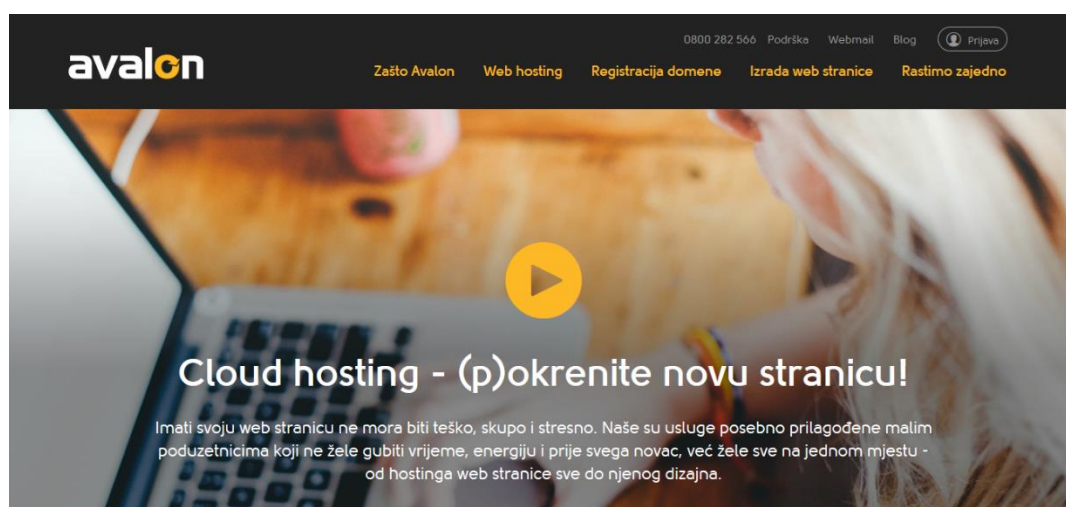 0800 282 566 Podrška Webmail Blog Prijava
avalon
Zašto Avalon Web hosting Registracija domene Izrada web stranice Rastimo zajedno
Cloud hosting - (p)okrenite novu stranicu!
Imati svoju web stranicu ne mora biti teško, skupo i stresno. Naše su usluge posebno prilagođene malim
poduzetnicima koji ne žele gubiti vrijeme, energiju i prije svega novac, već žele sve na jednom mjestu -
od hostinga web stranice sve do njenog dizajna.